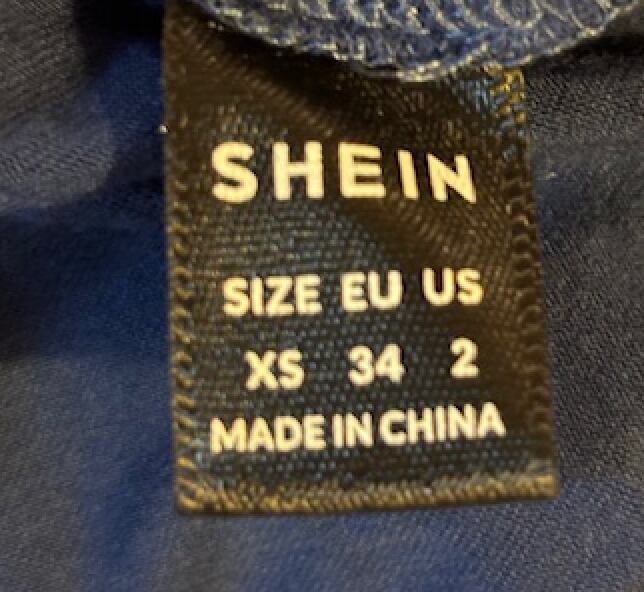 SHEIN
SIZE EU US
XS 34 2
MADE IN CHINA